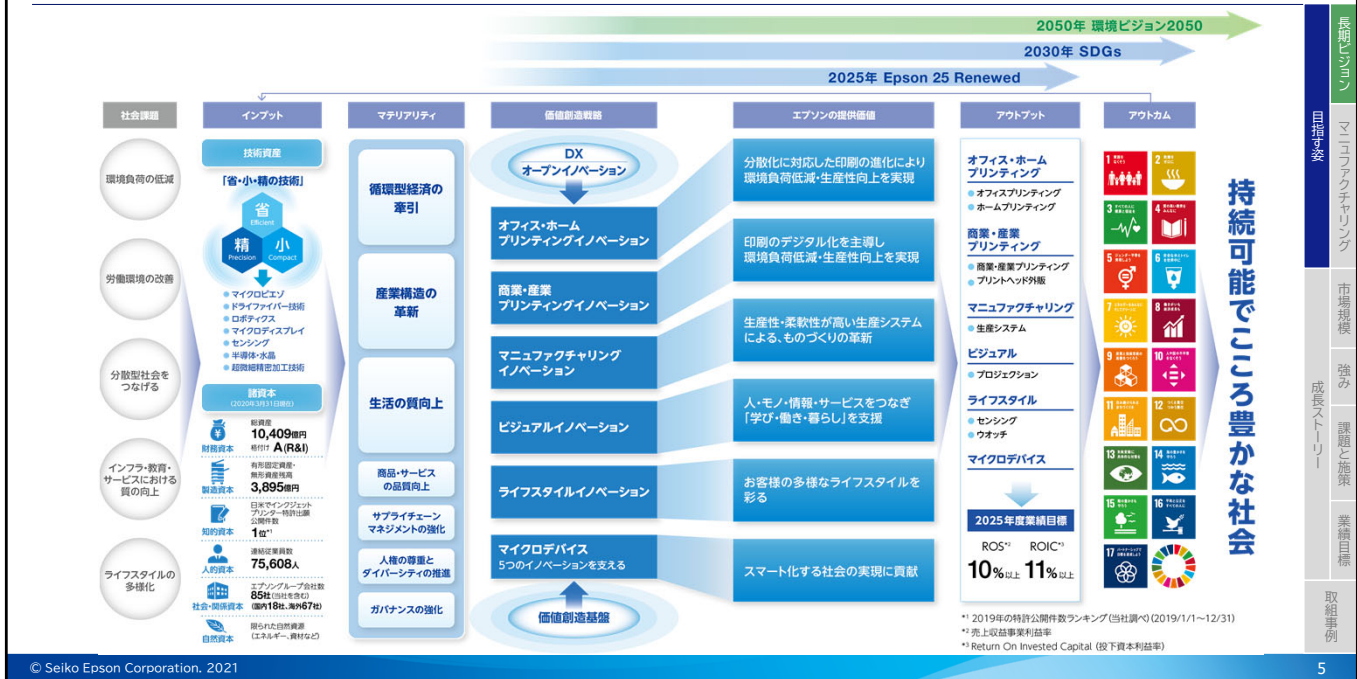 2050年 環境ビジョン2050
2030年 SDGs
2025年 Epson 25 Renewed
社会課題
環境負荷の低減
労働環境の改善
分散型社会を
つなげる
インフラ・教育・
サービスにおける
質の向上
ライフスタイルの
多様化
インプット
技術資産
「省・小・精の技術」
省
Efficient
精
Precision
小
Compact
マイクロピエゾ
ドライファイバー技術
ロボティクス
マイクロディスプレイ
センシング
半導体・水晶
超微細精密加工技術
諸資本
(2020年3月31日現在)
財務資本
総資産
10,409億円
格付け A(R&I)
製造資本
有形固定資産・
無形資産残高
3,895億円
知的資本
日米でインクジェット
プリンター特許出願
公開件数
1位*1
人的資本
連結従業員数
75,608人
社会・関係資本
エプソングループ会社数
85社(当社を含む)
(国内18社、海外67社)
自然資本
限られた自然資源
(エネルギー、資材など)
マテリアリティ
循環型経済の
牽引
産業構造の
革新
生活の質向上
商品・サービス
の品質向上
サプライチェーン
マネジメントの強化
人権の尊重と
ダイバーシティの推進
ガバナンスの強化
価値創造戦略
DX
オープンイノベーション
オフィス・ホーム
プリンティングイノベーション
商業・産業
プリンティングイノベーション
マニュファクチャリング
イノベーション
ビジュアルイノベーション
ライフスタイルイノベーション
マイクロデバイス
5つのイノベーションを支える
価値創造基盤
エプソンの提供価値
分散化に対応した印刷の進化により
環境負荷低減・生産性向上を実現
印刷のデジタル化を主導し
環境負荷低減・生産性向上を実現
生産性・柔軟性が高い生産システム
による、ものづくりの革新
人・モノ・情報・サービスをつなぎ
「学び・働き・暮らし」を支援
お客様の多様なライフスタイルを
彩る
スマート化する社会の実現に貢献
アウトプット
オフィス・ホーム
プリンティング
オフィスプリンティング
ホームプリンティング
商業・産業
プリンティング
商業・産業プリンティング
プリントヘッド外販
マニュファクチャリング
生産システム
ビジュアル
プロジェクション
ライフスタイル
センシング
ウオッチ
マイクロデバイス
2025年度業績目標
ROS*2
10%以上
ROIC*3
11%以上
アウトカム
1
2
3
4
5
6
7
8
9
10
11
12
13
14
15
16
17
持続可能でこころ豊かな社会
*1 2019年の特許公開件数ランキング(当社調べ)(2019/1/1~12/31)
*2 売上収益事業利益率
*3 Return On Invested Capital (投下資本利益率)
目指す姿
成長ストーリー
長期ビジョン
マニュファクチャリング
市場規模
強み
課題と施策
業績目標
取組事例
© Seiko Epson Corporation. 2021
5